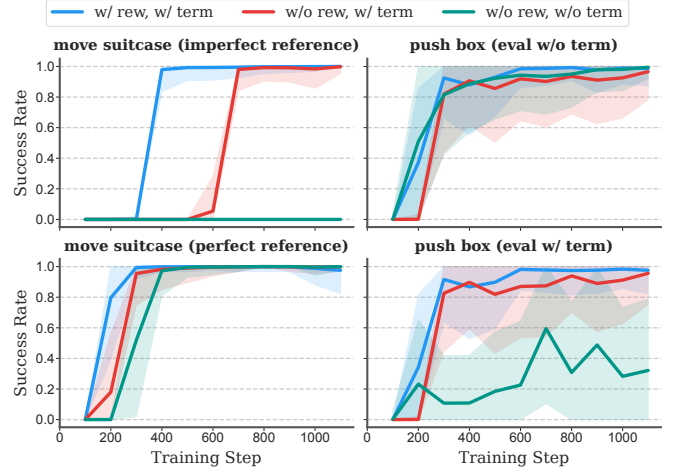 w/ rew, w/ term w/o rew, w/ term w/o rew, w/o term
move suitcase (imperfect reference)
Success Rate
1.0
0.8
0.6
0.4
0.2
0.0
push box (eval w/o term)
move suitcase (perfect reference)
Success Rate
1.0
0.8
0.6
0.4
0.2
0.0
0 200 400 600 800 1000
Training Step
push box (eval w/ term)
0 200 400 600 800 1000
Training Step